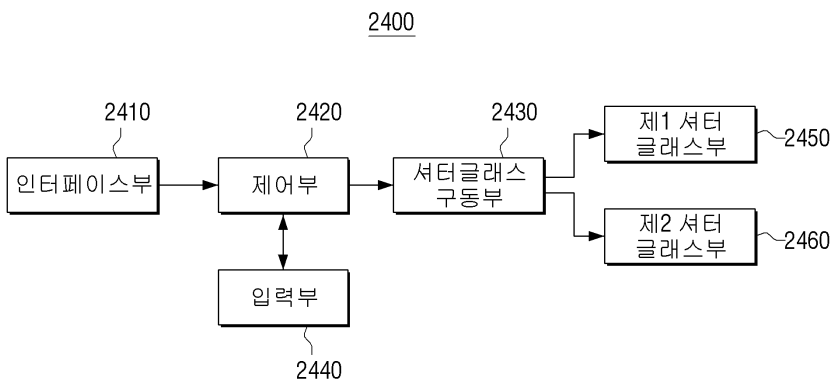 2400
2410
2420
2430
인터페이스부
제어부
셔터글래스
구동부
제1 셔터
글래스부
2450
제2 셔터
글래스부
2460
입력부
2440